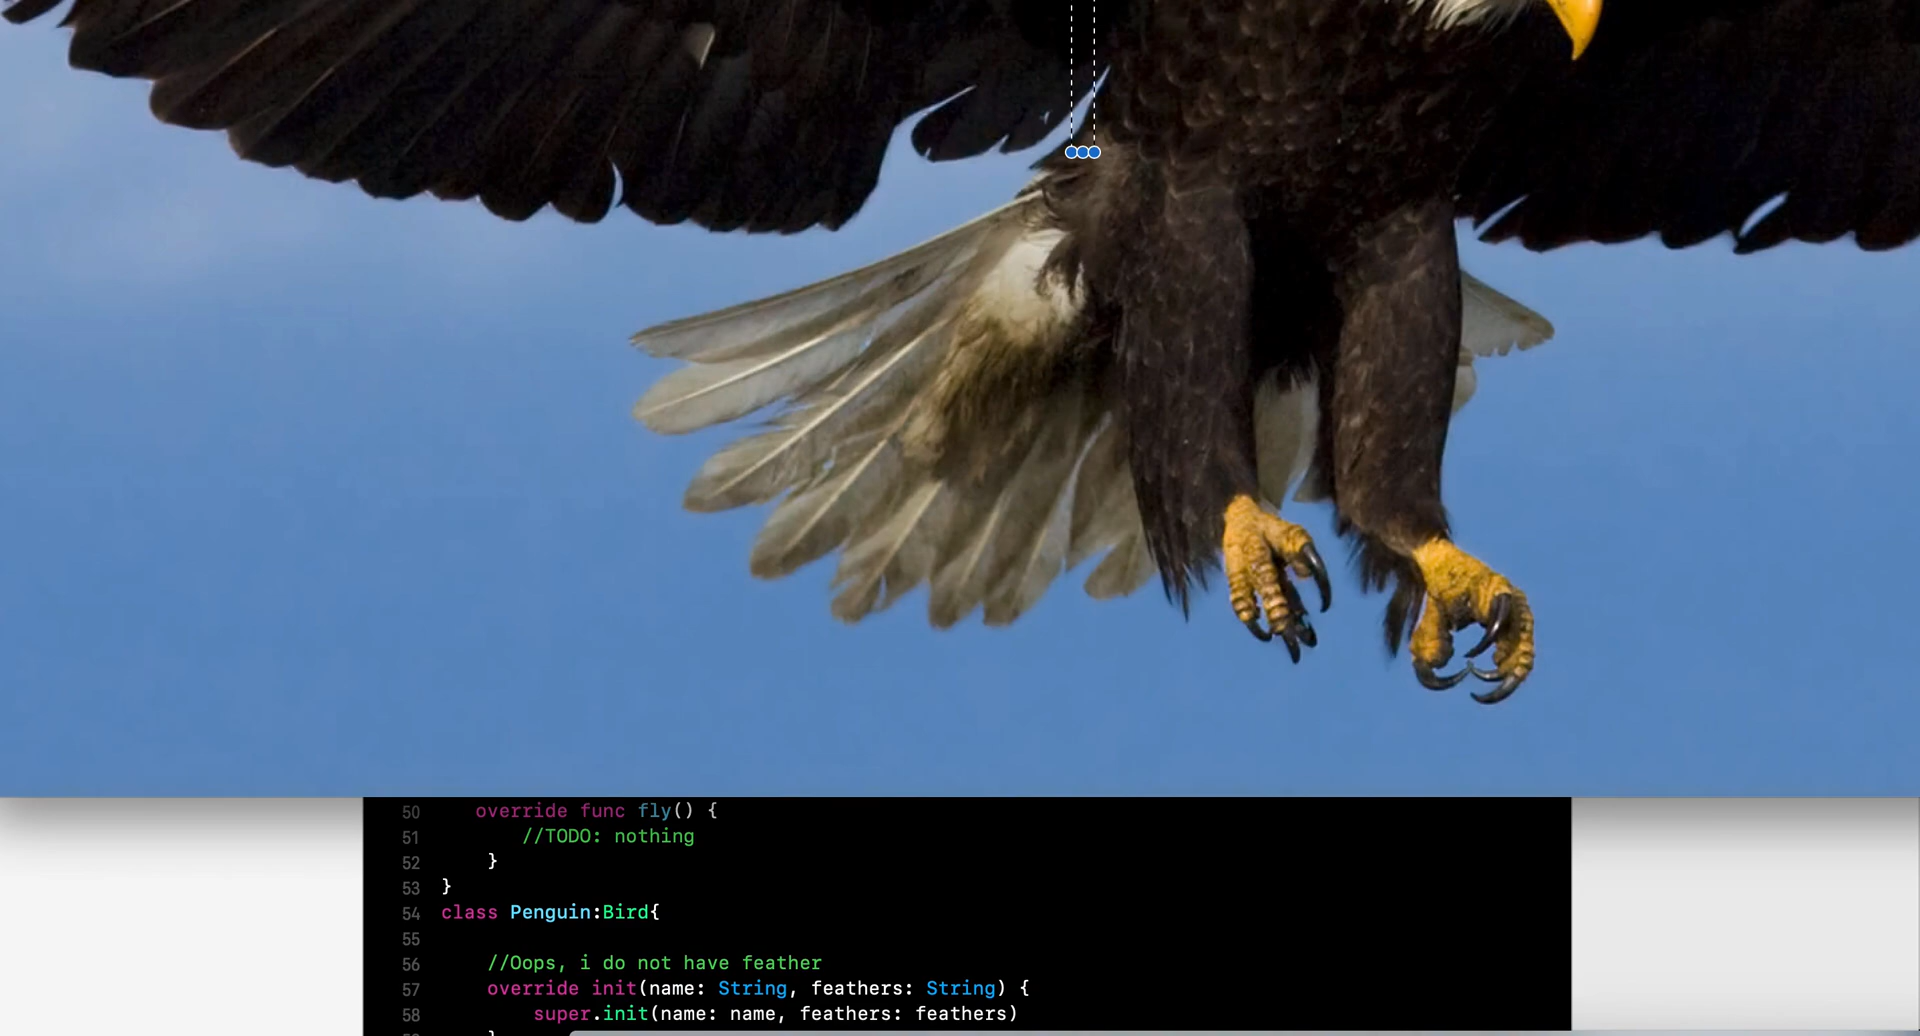 50 override func fly() {
51 //TODO: nothing
52 }
53 }
54 class Penguin:Bird{
55
56 //Oops, i do not have feather
57 override init(name: String, feathers: String) {
58 super.init(name: name, feathers: feathers)